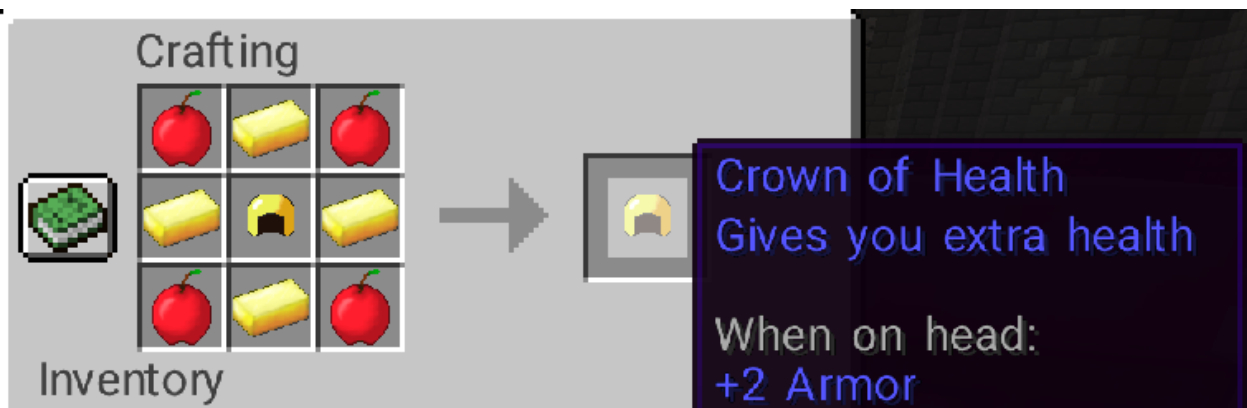 Crafting
Crown of Health
Gives you extra health
When on head:
+2 Armor
Inventory